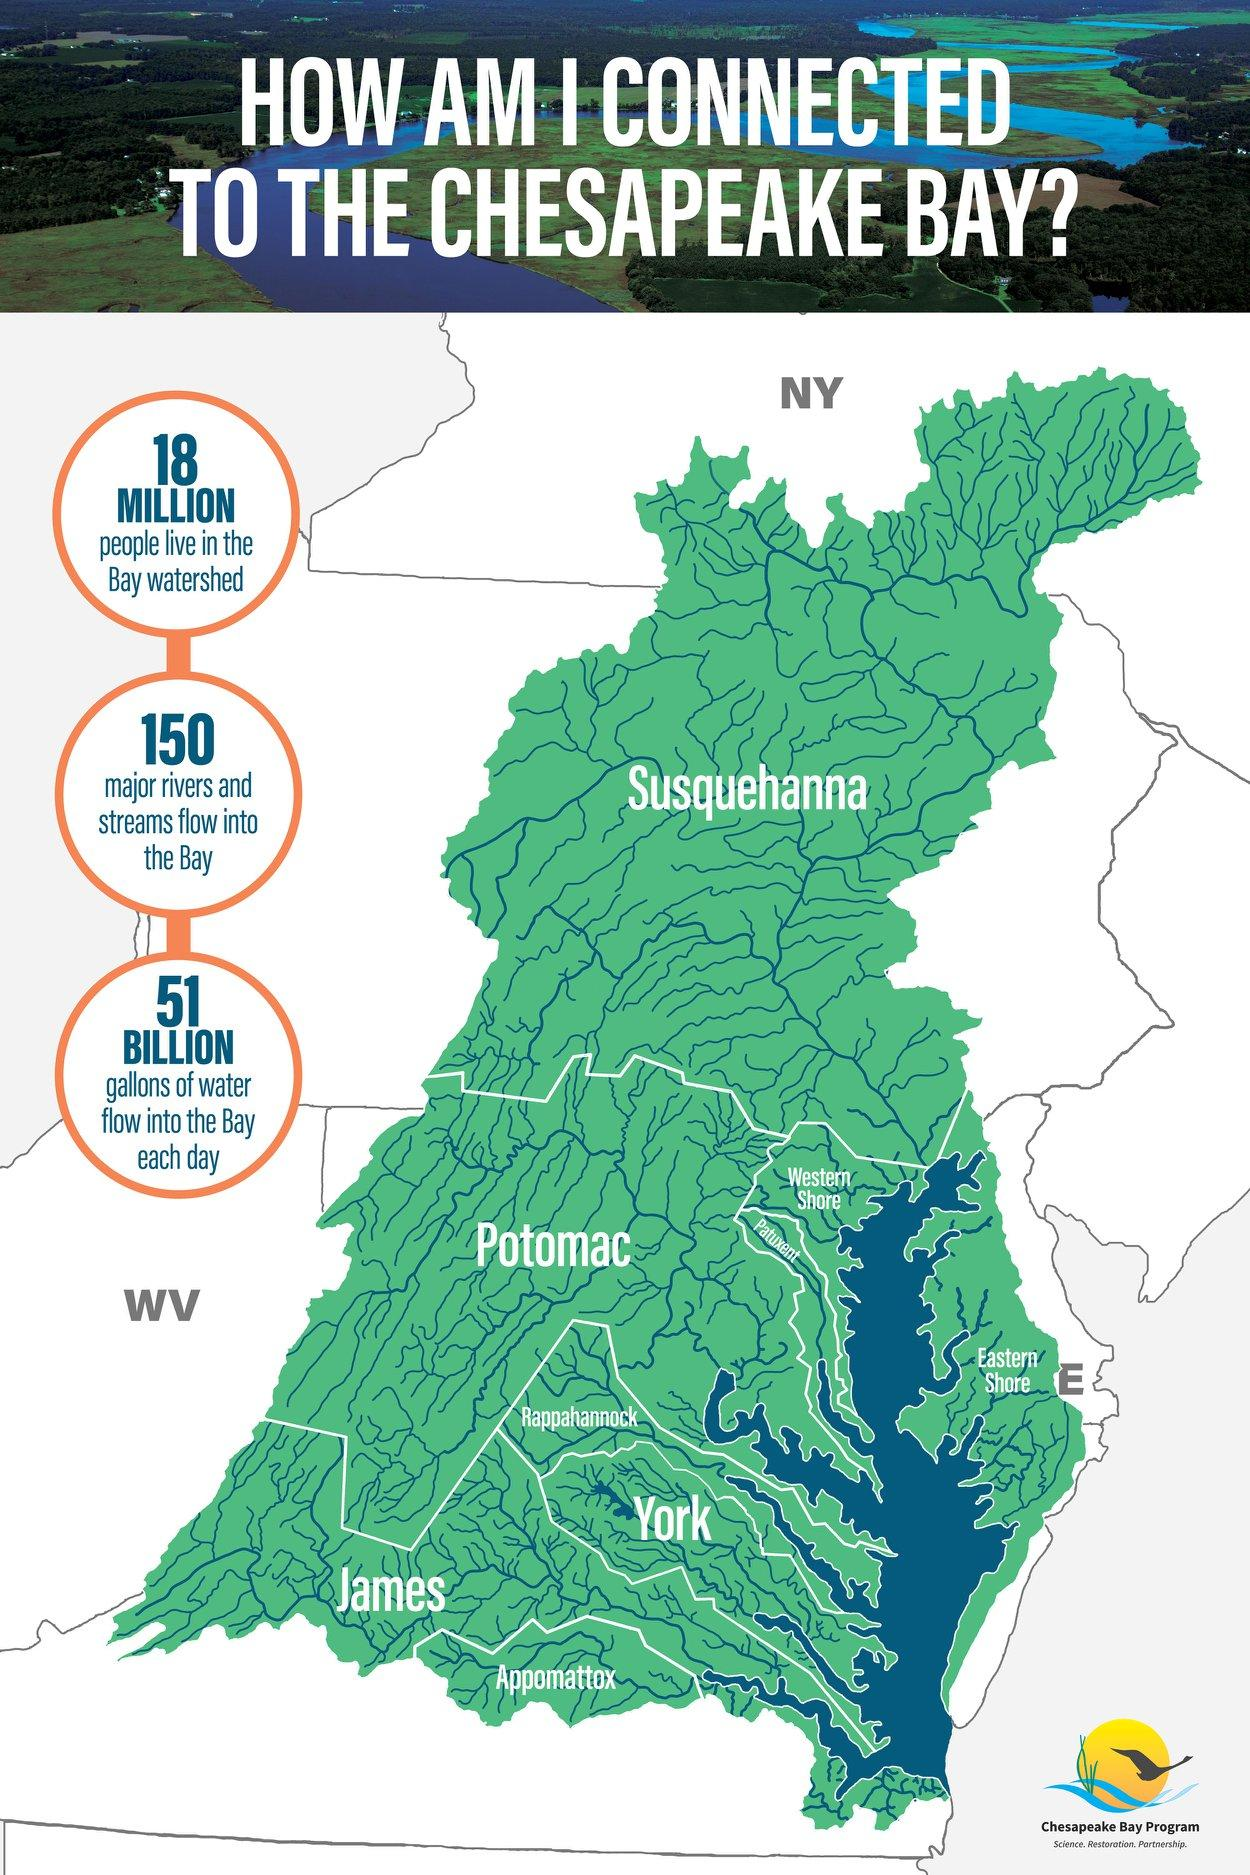 HOW AM I CONNECTED
TO THE CHESAPEAKE BAY?
NY
18
MILLION
people live in the
Bay watershed
150
major rivers and
streams flow into
the Bay
51
BILLION
gallons of water
flow into the Bay
each day
Susquehanna
Western
Shore
Patuxent
Potomac
WV
Eastern
Shore
E
Rappahannock
York
James
Appomattox
Chesapeake Bay Program
Science. Restoration. Partnership.